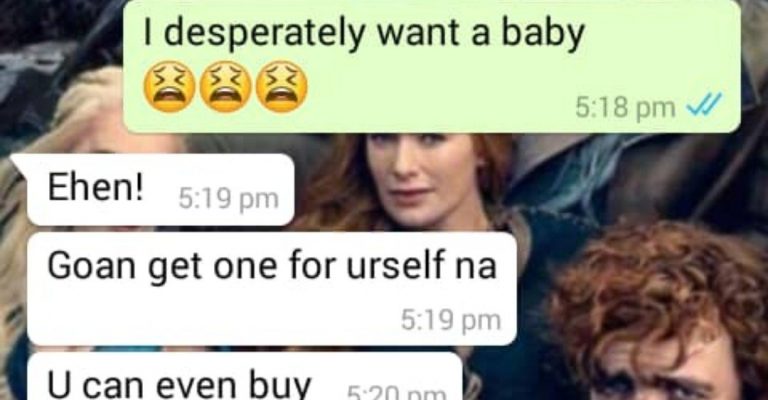 I desperately want a baby
😫😫😫
5:18 pm
Ehen! 5:19 pm
Goan get one for urself na
5:19 pm
U can even buy 5:20 pm